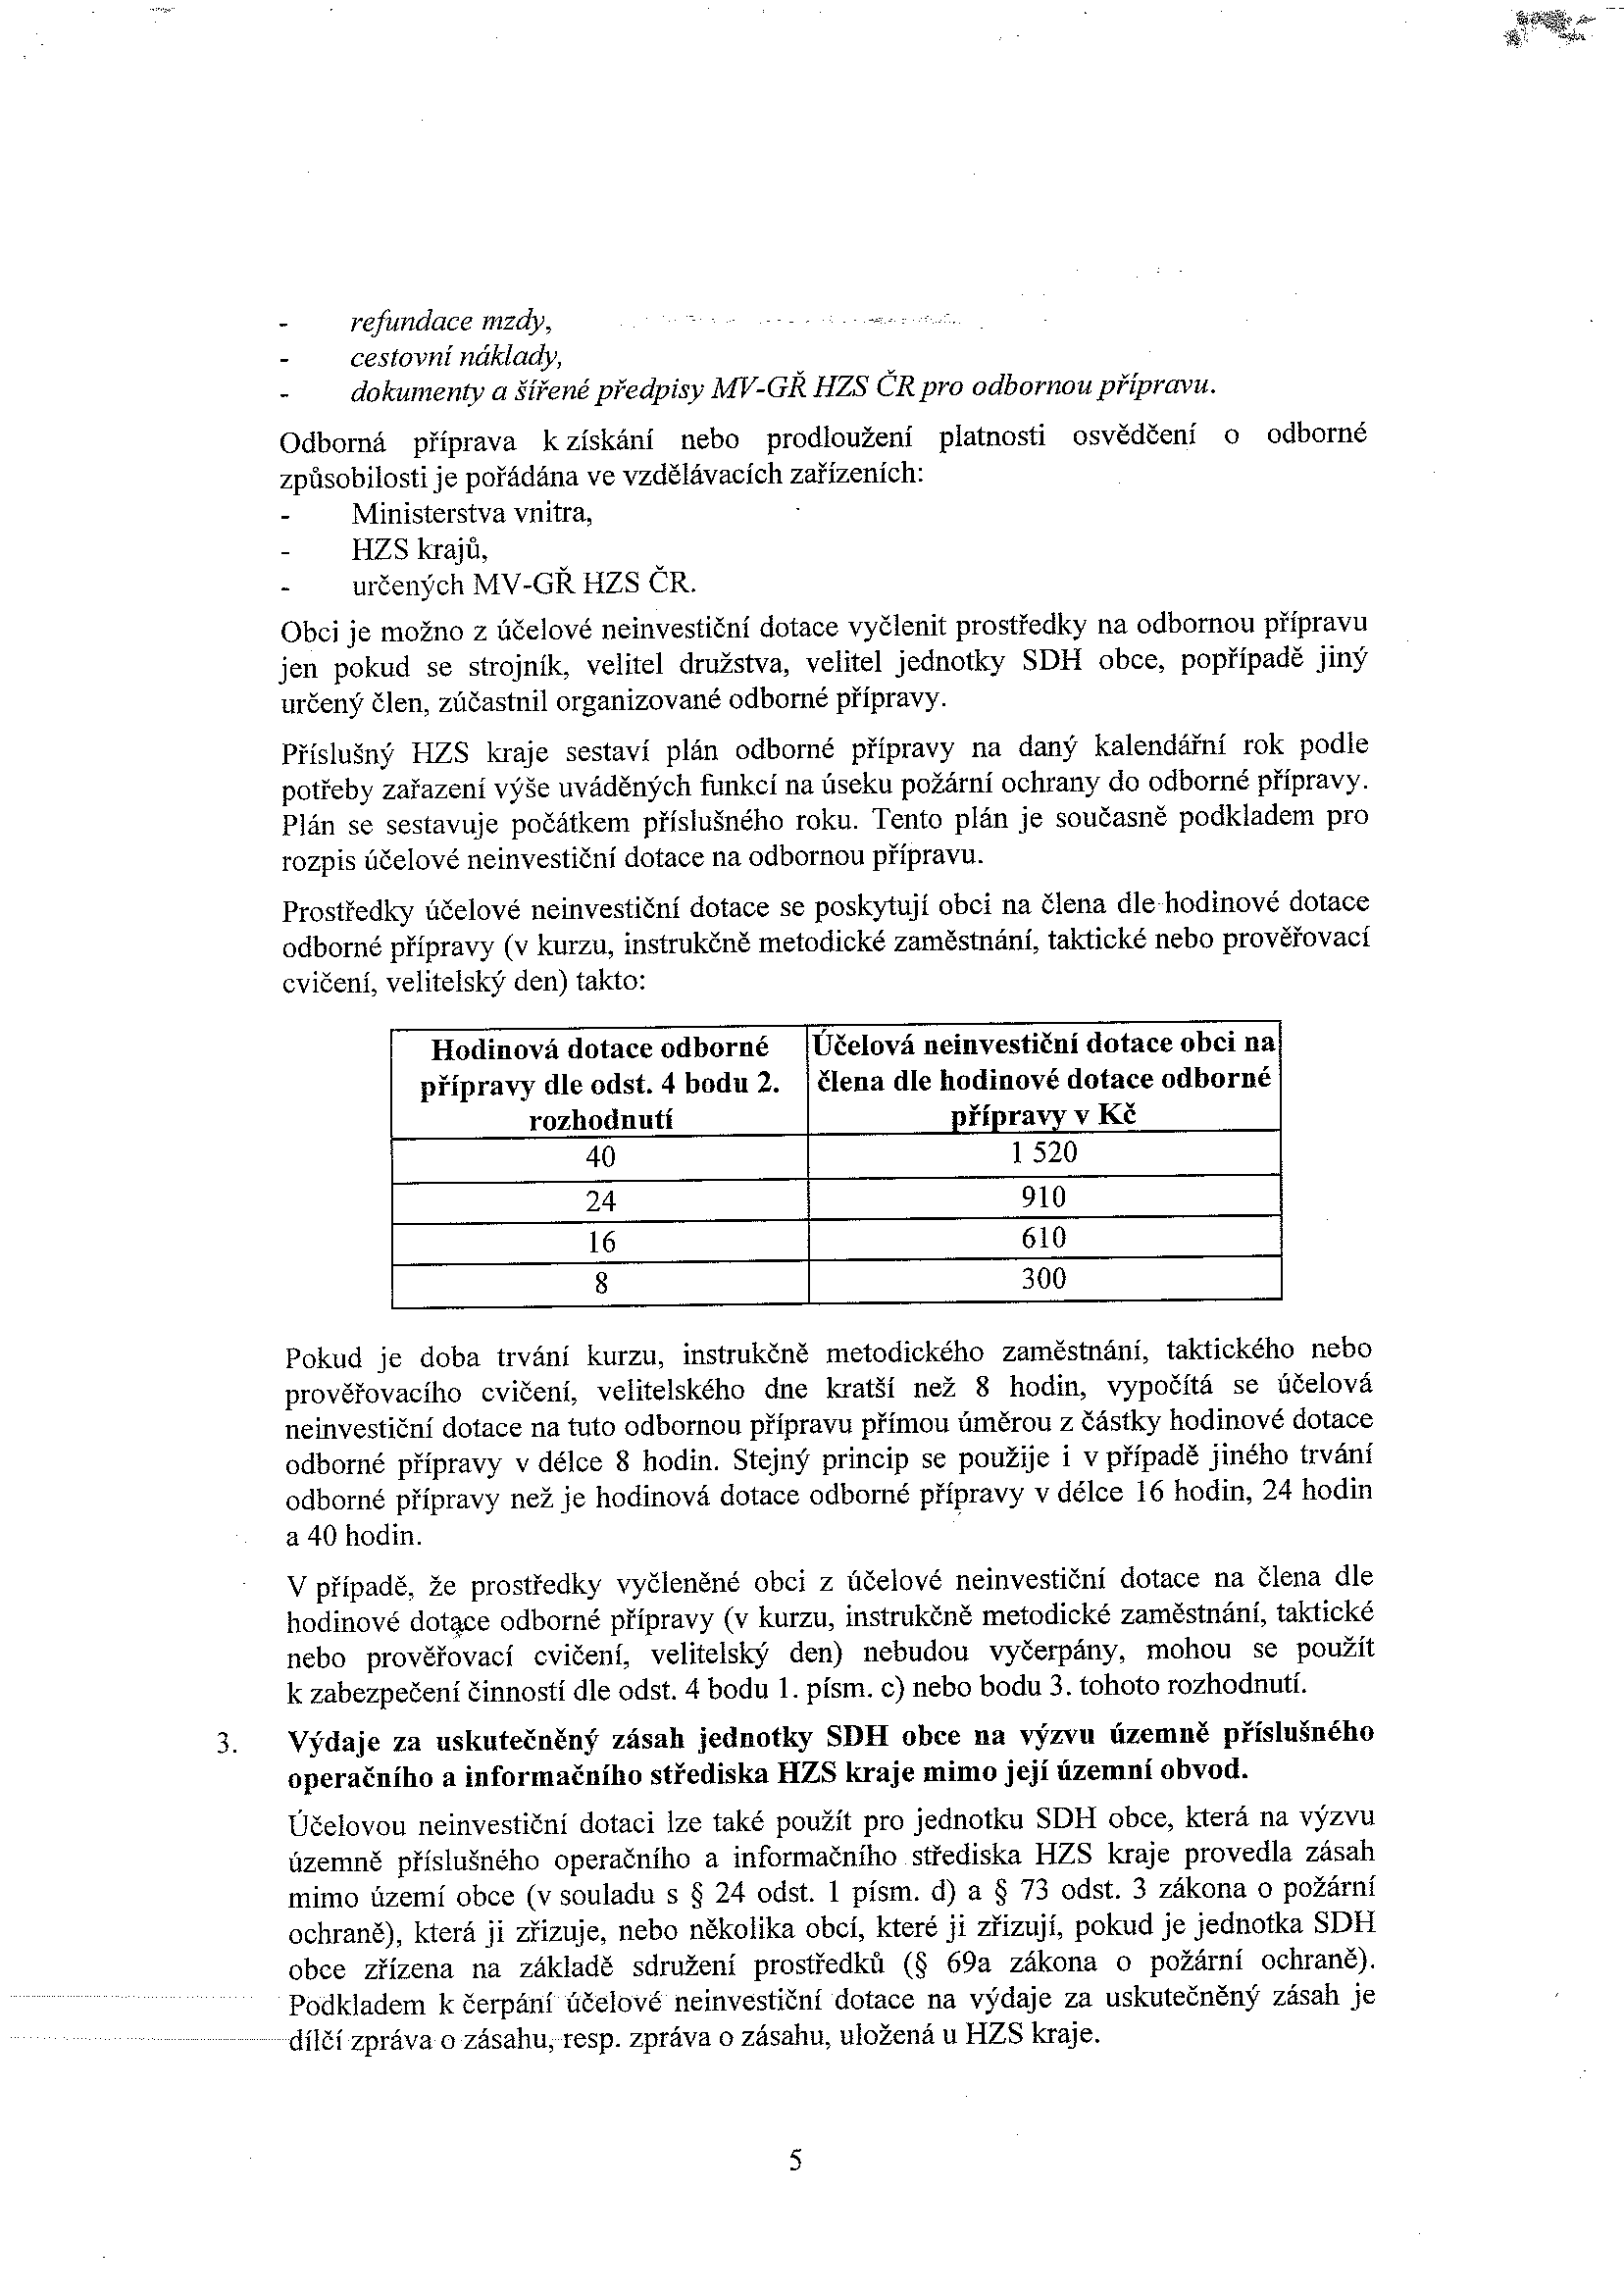 - refundace mzdy,
- cestovní náklady,
- dokumenty a šířené předpisy MV-GŘ HZS ČR pro odbornou přípravu.
Odborná příprava k získání nebo prodloužení platnosti osvědčení o odborné
způsobilosti je pořádána ve vzdělávacích zařízeních:
- Ministerstva vnitra,
- HZS krajů,
- určených MV-GŘ HZS ČR.
Obci je možno z účelové neinvestiční dotace vyčlenit prostředky na odbornou přípravu
jen pokud se strojník, velitel družstva, velitel jednotky SDH obce, popřípadě jiný
určený člen, zúčastnil organizované odborné přípravy.
Příslušný HZS kraje sestaví plán odborné přípravy na daný kalendářní rok podle
potřeby zařazení výše uváděných funkcí na úseku požární ochrany do odborné přípravy.
Plán se sestavuje počátkem příslušného roku. Tento plán je současně podkladem pro
rozpis účelové neinvestiční dotace na odbornou přípravu.
Prostředky účelové neinvestiční dotace se poskytují obci na člena dle hodinové dotace
odborné přípravy (v kurzu, instrukčně metodické zaměstnání, taktické nebo prověřovací
cvičení, velitelský den) takto:
Hodinová dotace odborné
přípravy dle odst. 4 bodu 2.
rozhodnutí
Účelová neinvestiční dotace obci na
člena dle hodinové dotace odborné
přípravy v Kč
40 1 520
24 910
16 610
8 300
Pokud je doba trvání kurzu, instrukčně metodického zaměstnání, taktického nebo
prověřovacího cvičení, velitelského dne kratší než 8 hodin, vypočítá se účelová
neinvestiční dotace na tuto odbornou přípravu přímou úměrou z částky hodinové dotace
odborné přípravy v délce 8 hodin. Stejný princip se použije i v případě jiného trvání
odborné přípravy než je hodinová dotace odborné přípravy v délce 16 hodin, 24 hodin
a 40 hodin.
V případě, že prostředky vyčleněné obci z účelové neinvestiční dotace na člena dle
hodinové dotace odborné přípravy (v kurzu, instrukčně metodické zaměstnání, taktické
nebo prověřovací cvičení, velitelský den) nebudou vyčerpány, mohou se použít
k zabezpečení činností dle odst. 4 bodu 1. písm. c) nebo bodu 3. tohoto rozhodnutí.
3. Výdaje za uskutečněný zásah jednotky SDH obce na výzvu územně příslušného
operačního a informačního střediska HZS kraje mimo její územní obvod.
Účelovou neinvestiční dotaci lze také použít pro jednotku SDH obce, která na výzvu
územně příslušného operačního a informačního střediska HZS kraje provedla zásah
mimo území obce (v souladu s § 24 odst. 1 písm. d) a § 73 odst. 3 zákona o požární
ochraně), která ji zřizuje, nebo několika obcí, které ji zřizují, pokud je jednotka SDH
obce zřízena na základě sdružení prostředků (§ 69a zákona o požární ochraně).
Podkladem k čerpání účelové neinvestiční dotace na výdaje za uskutečněný zásah je
dílčí zpráva o zásahu, resp. zpráva o zásahu, uložená u HZS kraje.
5